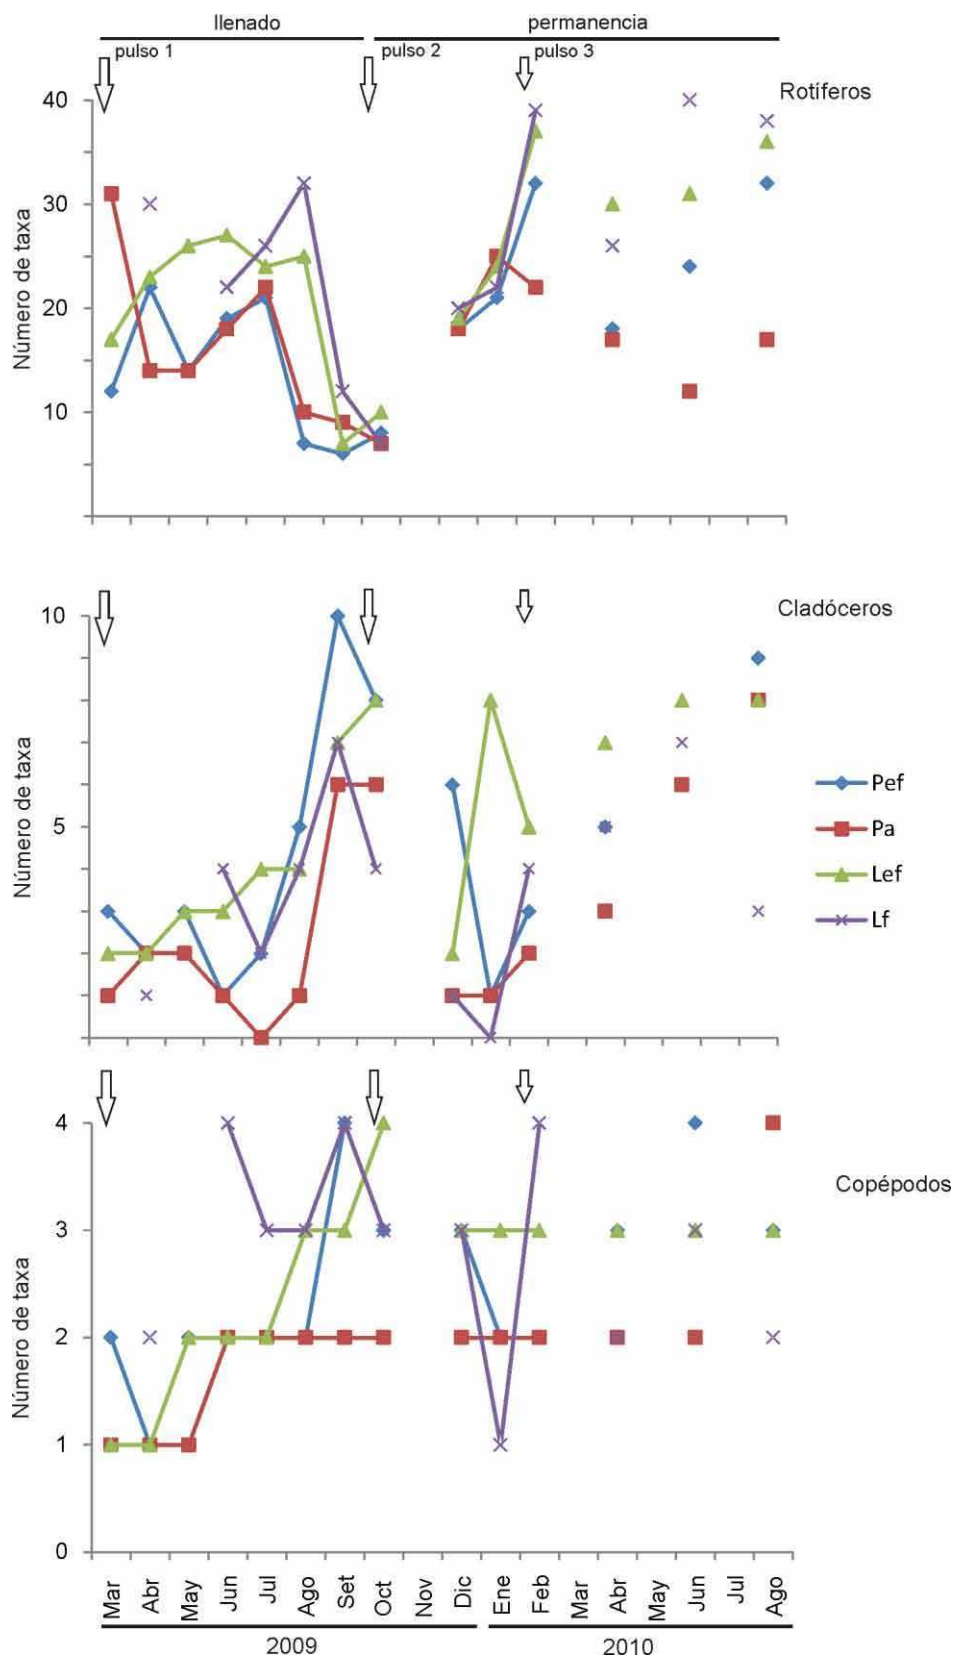 llenado permanencia
pulso 1 pulso 2 pulso 3
Rotíferos
Número de taxa
40
30
20
10
Cladóceros
Número de taxa
10
5
Pef
Pa
Lef
Lf
Copépodos
Número de taxa
4
3
2
1
0
Mar Abr May Jun Jul Ago Set Oct Nov Dic Ene Feb Mar Abr May Jun Jul Ago
2009 2010